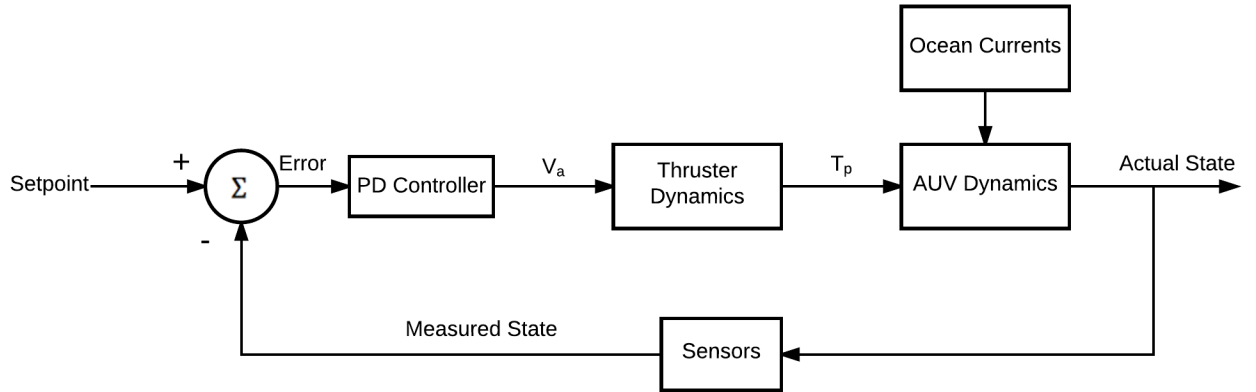 Ocean Currents
+
Error
Setpoint
Σ
PD Controller
Va
Thruster
Dynamics
Tp
AUV Dynamics
Actual State
-
Measured State
Sensors